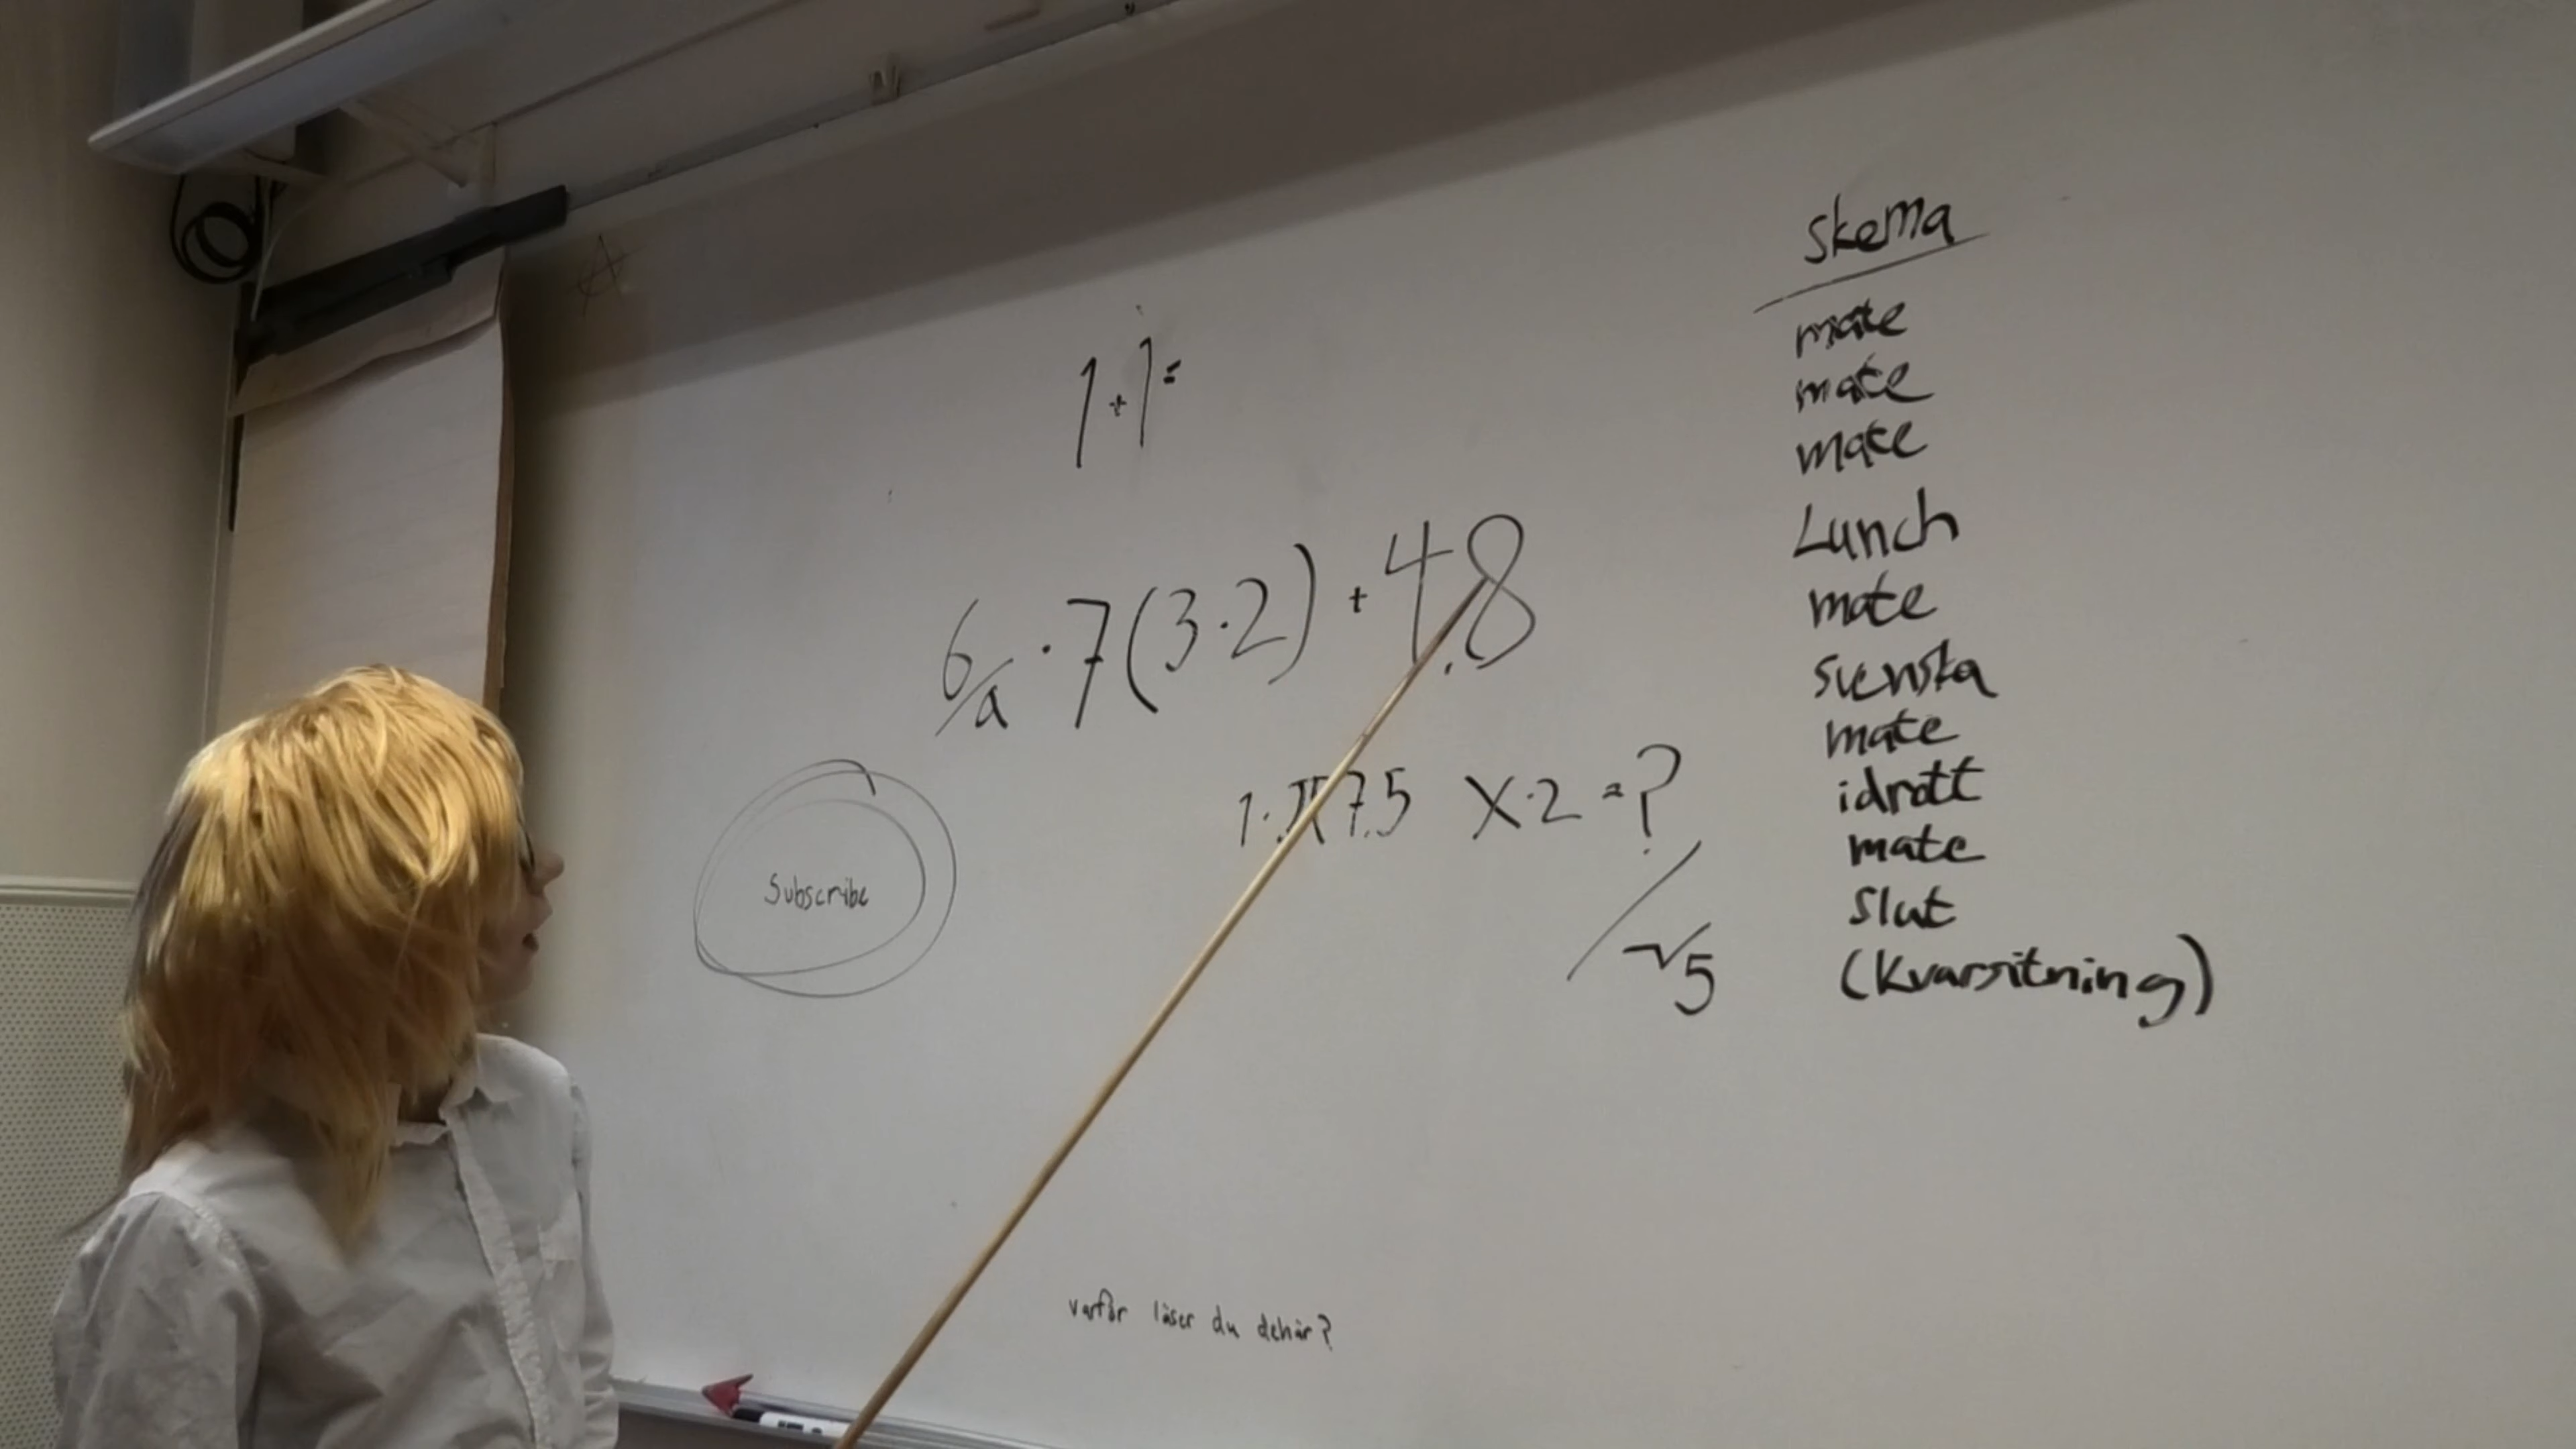 1+1=
6/a·7(3·2)+4.8
1·π7.5 x·2=?
/√5
Subscribe
varför läser du dehär?
Skema
mate
mate
mate
Lunch
mate
svenska
mate
idrott
mate
slut
(kvarsitning)